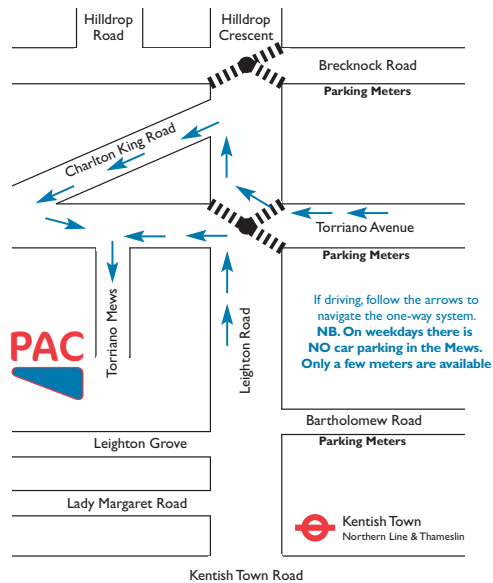 Hilldrop
Road
Hilldrop
Crescent
Brecknock Road
Parking Meters
Charlton King Road
Torriano Avenue
Parking Meters
Torriano Mews
Leighton Road
If driving, follow the arrows to
navigate the one-way system.
NB. On weekdays there is
NO car parking in the Mews.
Only a few meters are available
PAC
Bartholomew Road
Parking Meters
Leighton Grove
Lady Margaret Road
Kentish Town
Northern Line & Thameslin
Kentish Town Road